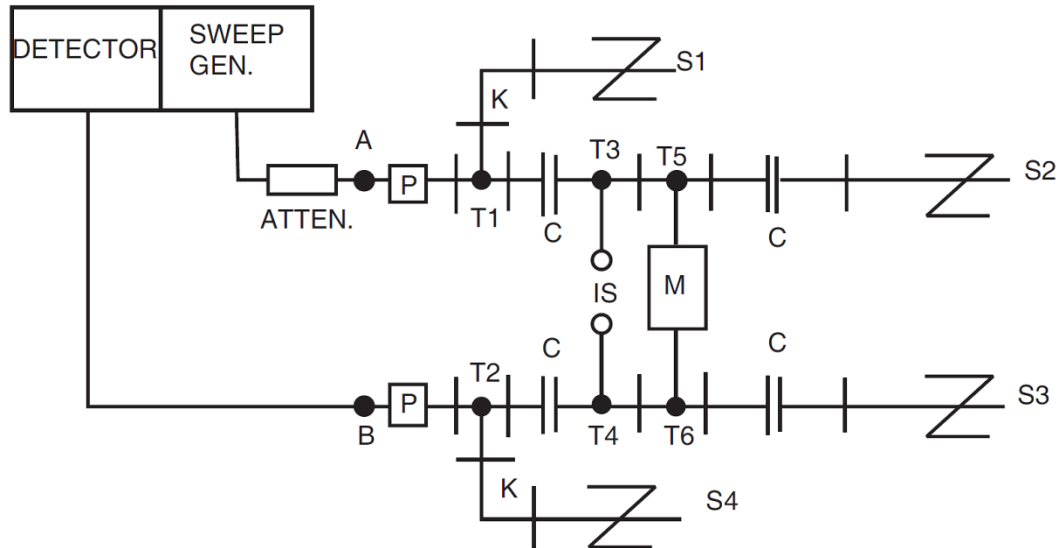 DETECTOR
SWEEP
GEN.
S1
K
A
P
ATTEN.
T1
C
T3
T5
C
S2
IS
M
C
T2
C
P
B
T4
T6
S3
K
S4